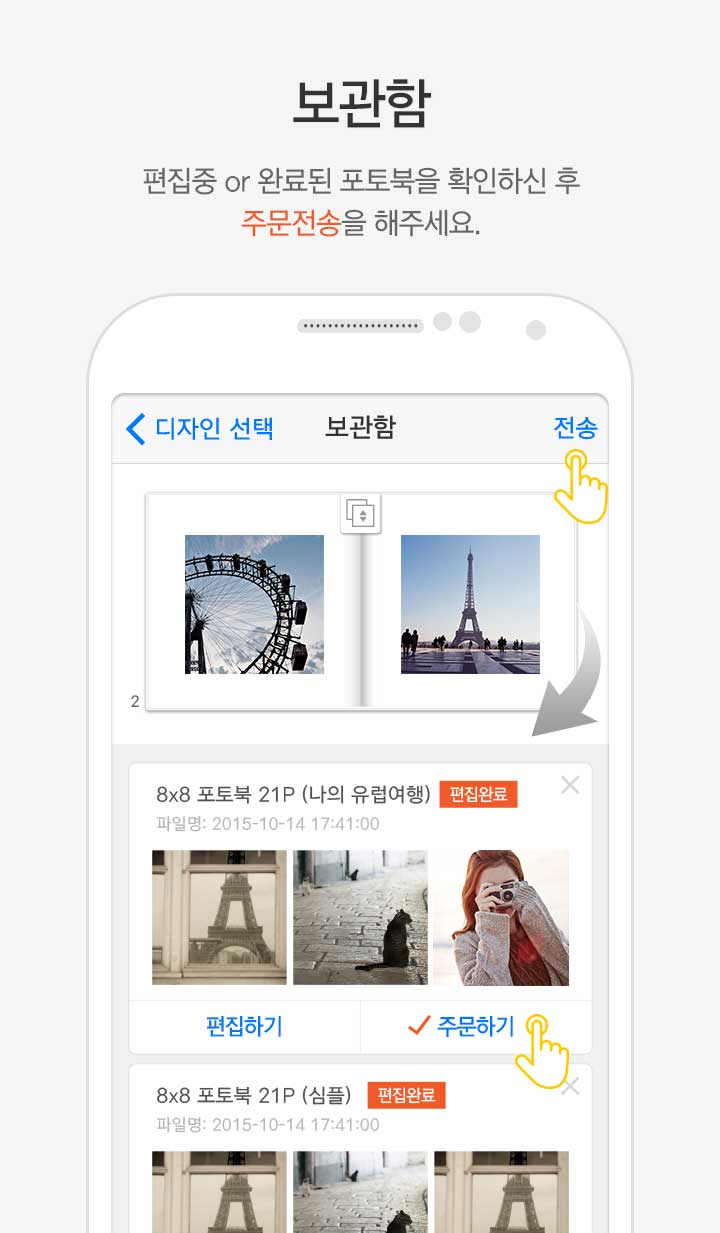 보관함
편집중 or 완료된 포토북을 확인하신 후
주문전송을 해주세요.
디자인 선택 보관함 전송
2
8x8 포토북 21P (나의 유럽여행) 편집완료
파일명: 2015-10-14 17:41:00
편집하기 주문하기
8x8 포토북 21P (심플) 편집완료
파일명: 2015-10-14 17:41:00